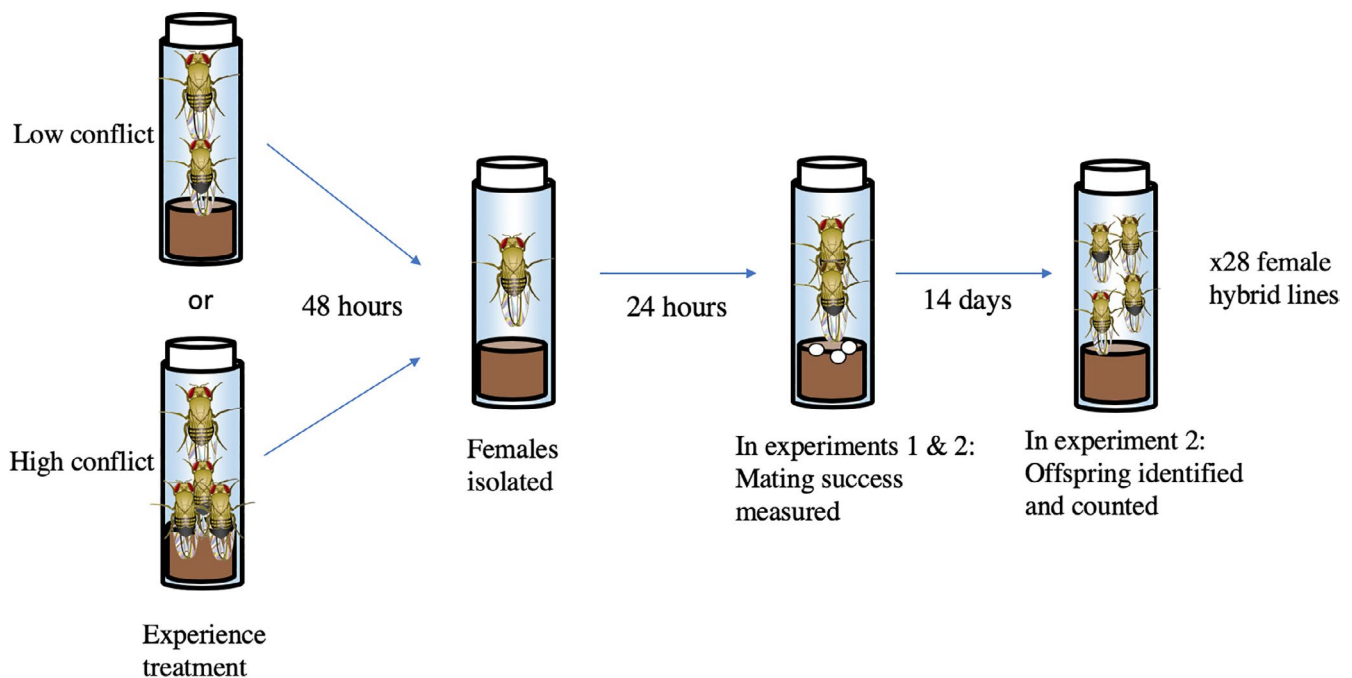 Low conflict
or
High conflict
Experience
treatment
48 hours
Females
isolated
24 hours
In experiments 1 & 2:
Mating success
measured
14 days
In experiment 2:
Offspring identified
and counted
x28 female
hybrid lines